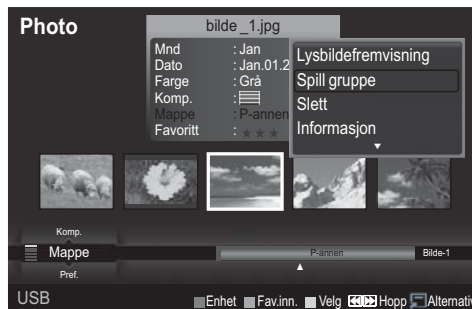 Photo
bilde _1.jpg
Mnd : Jan
Dato : Jan.01.2
Farge : Grå
Komp. :
Mappe : P-annen
Favoritt : ★ ★ ★
Lysbildefremvisning
Spill gruppe
Slett
Informasjon
Komp.
Mappe
P-annen
Bilde-1
Pref.
USB
Enhet Fav.inn. Velg Hopp Alternativ